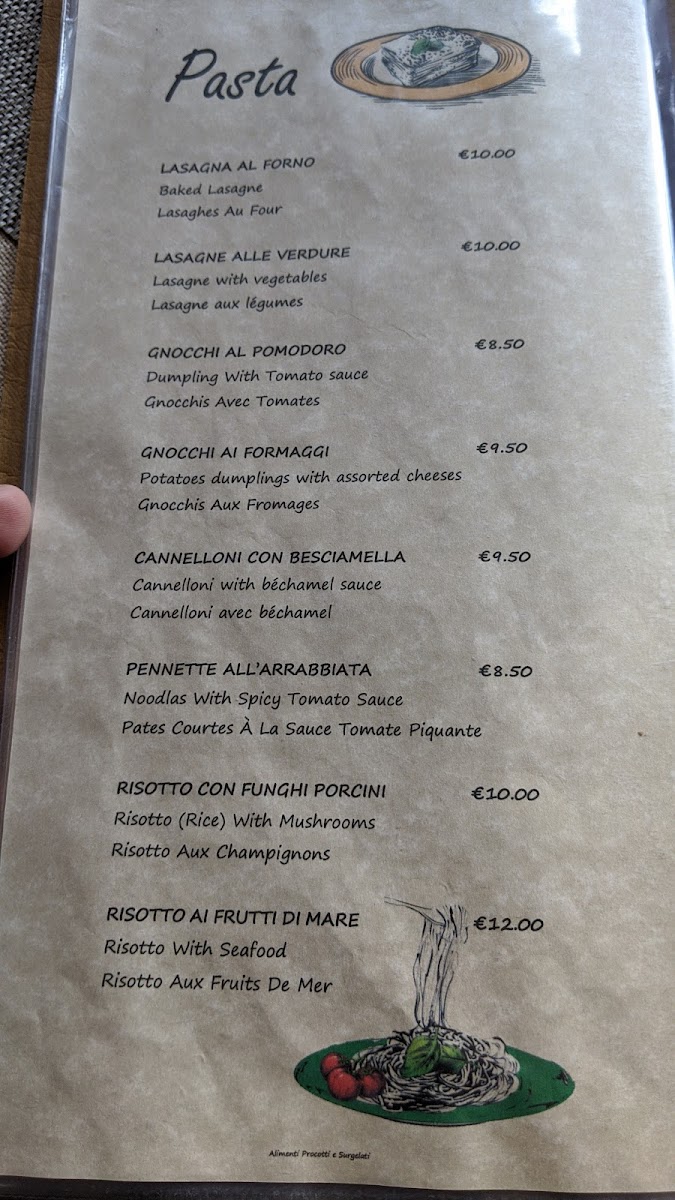 Pasta
LASAGNA AL FORNO €10.00
Baked Lasagne
Lasaghes Au Four
LASAGNE ALLE VERDURE €10.00
Lasagne with vegetables
Lasagne aux légumes
GNOCCHI AL POMODORO €8.50
Dumpling With Tomato sauce
Gnocchis Avec Tomates
GNOCCHI AI FORMAGGI €9.50
Potatoes dumplings with assorted cheeses
Gnocchis Aux Fromages
CANNELLONI CON BESCIAMELLA €9.50
Cannelloni with béchamel sauce
Cannelloni avec béchamel
PENNETTE ALL'ARRABBIATA €8.50
Noodlas With Spicy Tomato Sauce
Pates Courtes À La Sauce Tomate Piquante
RISOTTO CON FUNGHI PORCINI €10.00
Risotto (Rice) With Mushrooms
Risotto Aux Champignons
RISOTTO AI FRUTTI DI MARE €12.00
Risotto With Seafood
Risotto Aux Fruits De Mer
Alimenti Procotti e Surgelati